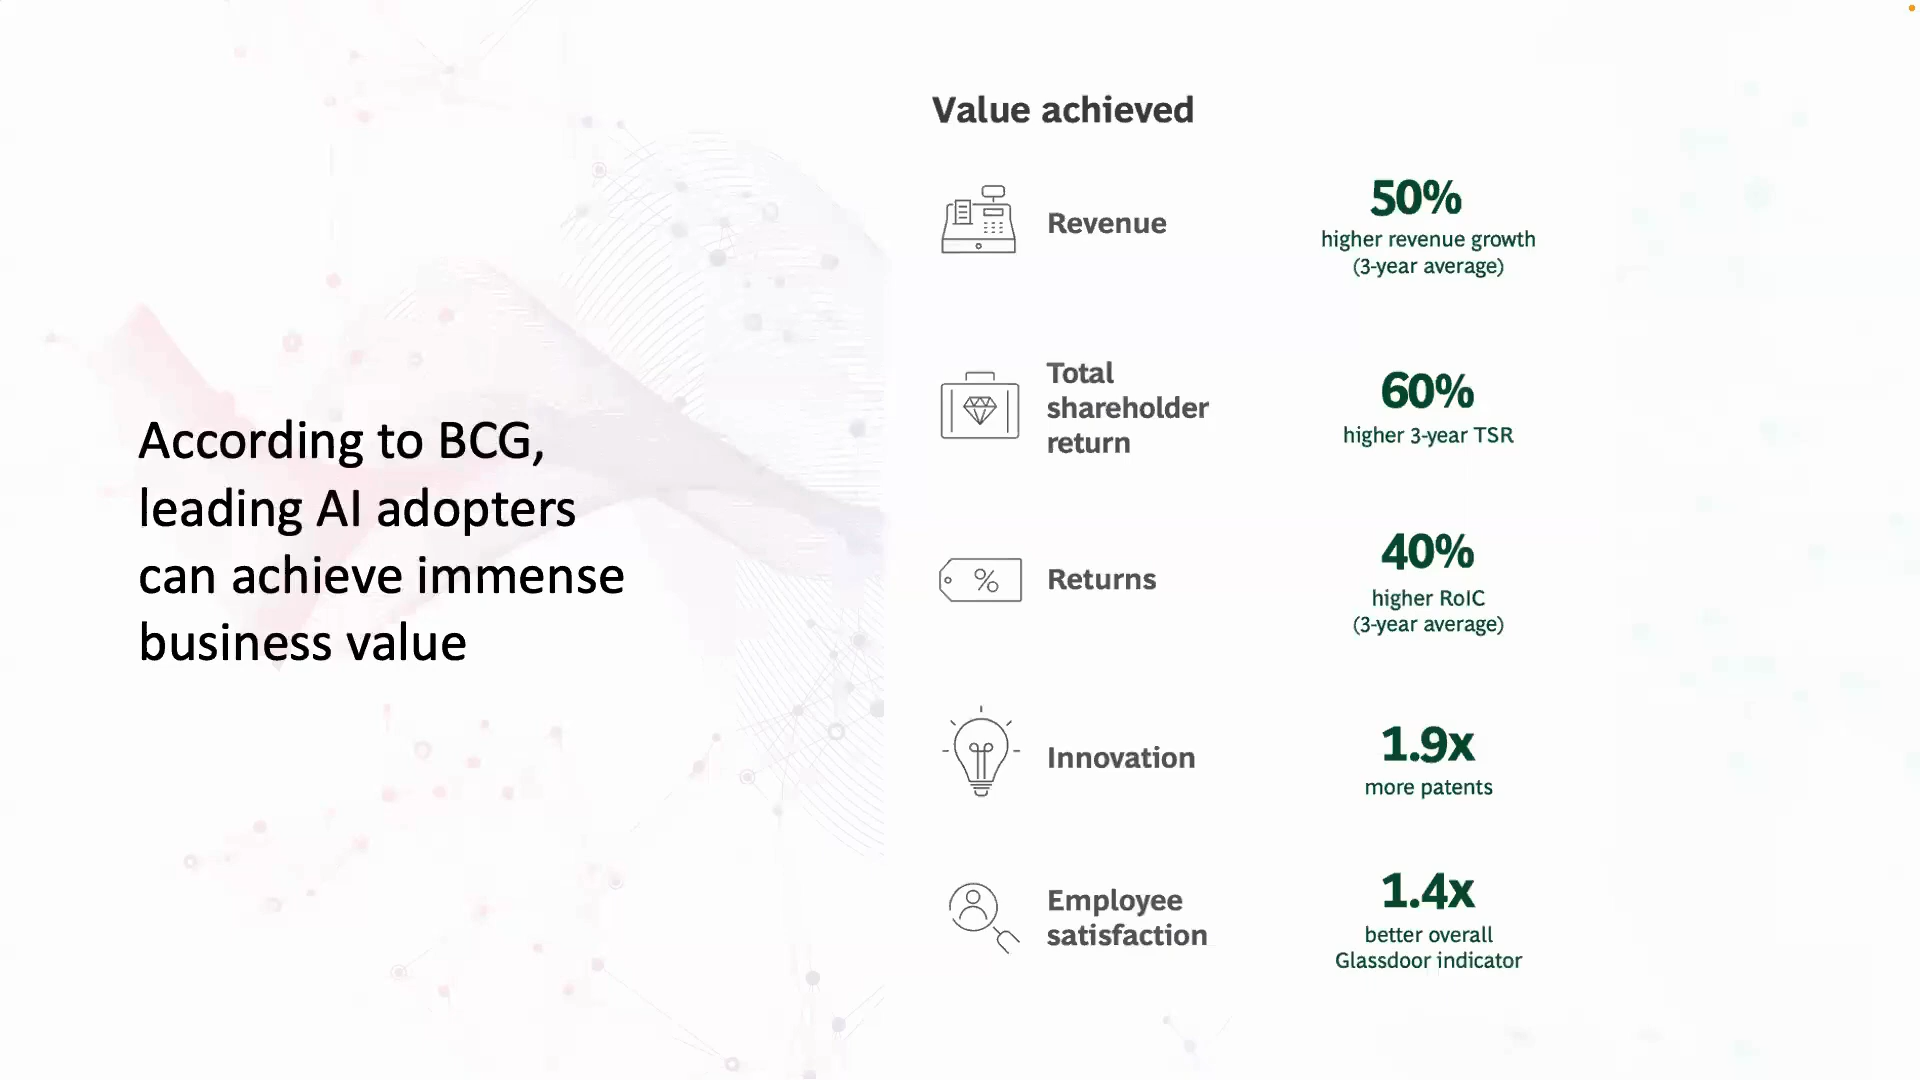 According to BCG,
leading AI adopters
can achieve immense
business value
Value achieved
Revenue
50%
higher revenue growth
(3-year average)
Total
shareholder
return
60%
higher 3-year TSR
Returns
%
40%
higher RoIC
(3-year average)
Innovation
1.9x
more patents
Employee
satisfaction
1.4x
better overall
Glassdoor indicator